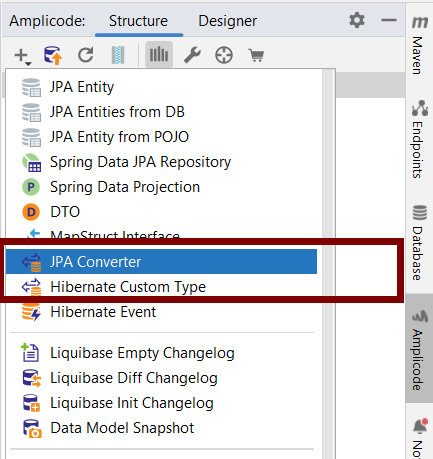 Amplicode: Structure Designer
JPA Entity
JPA Entities from DB
JPA Entity from POJO
Spring Data JPA Repository
P Spring Data Projection
D DTO
MapStruct Interface
JPA Converter
Hibernate Custom Type
Hibernate Event
Liquibase Empty Changelog
Liquibase Diff Changelog
Liquibase Init Changelog
Data Model Snapshot
m Maven
Endpoints
Database
Amplicode
Not